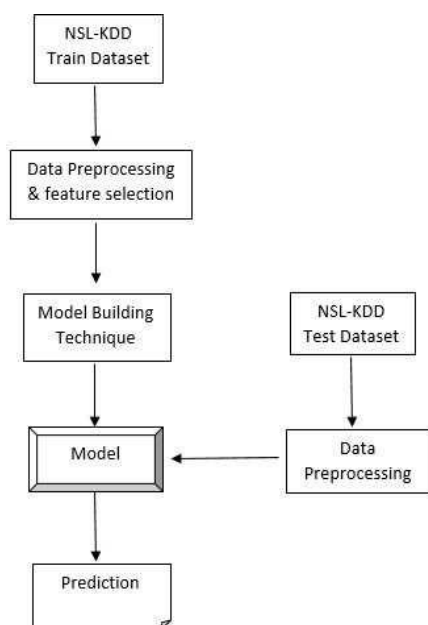 NSL-KDD
Train Dataset
Data Preprocessing
& feature selection
Model Building
Technique
NSL-KDD
Test Dataset
Model
Data
Preprocessing
Prediction